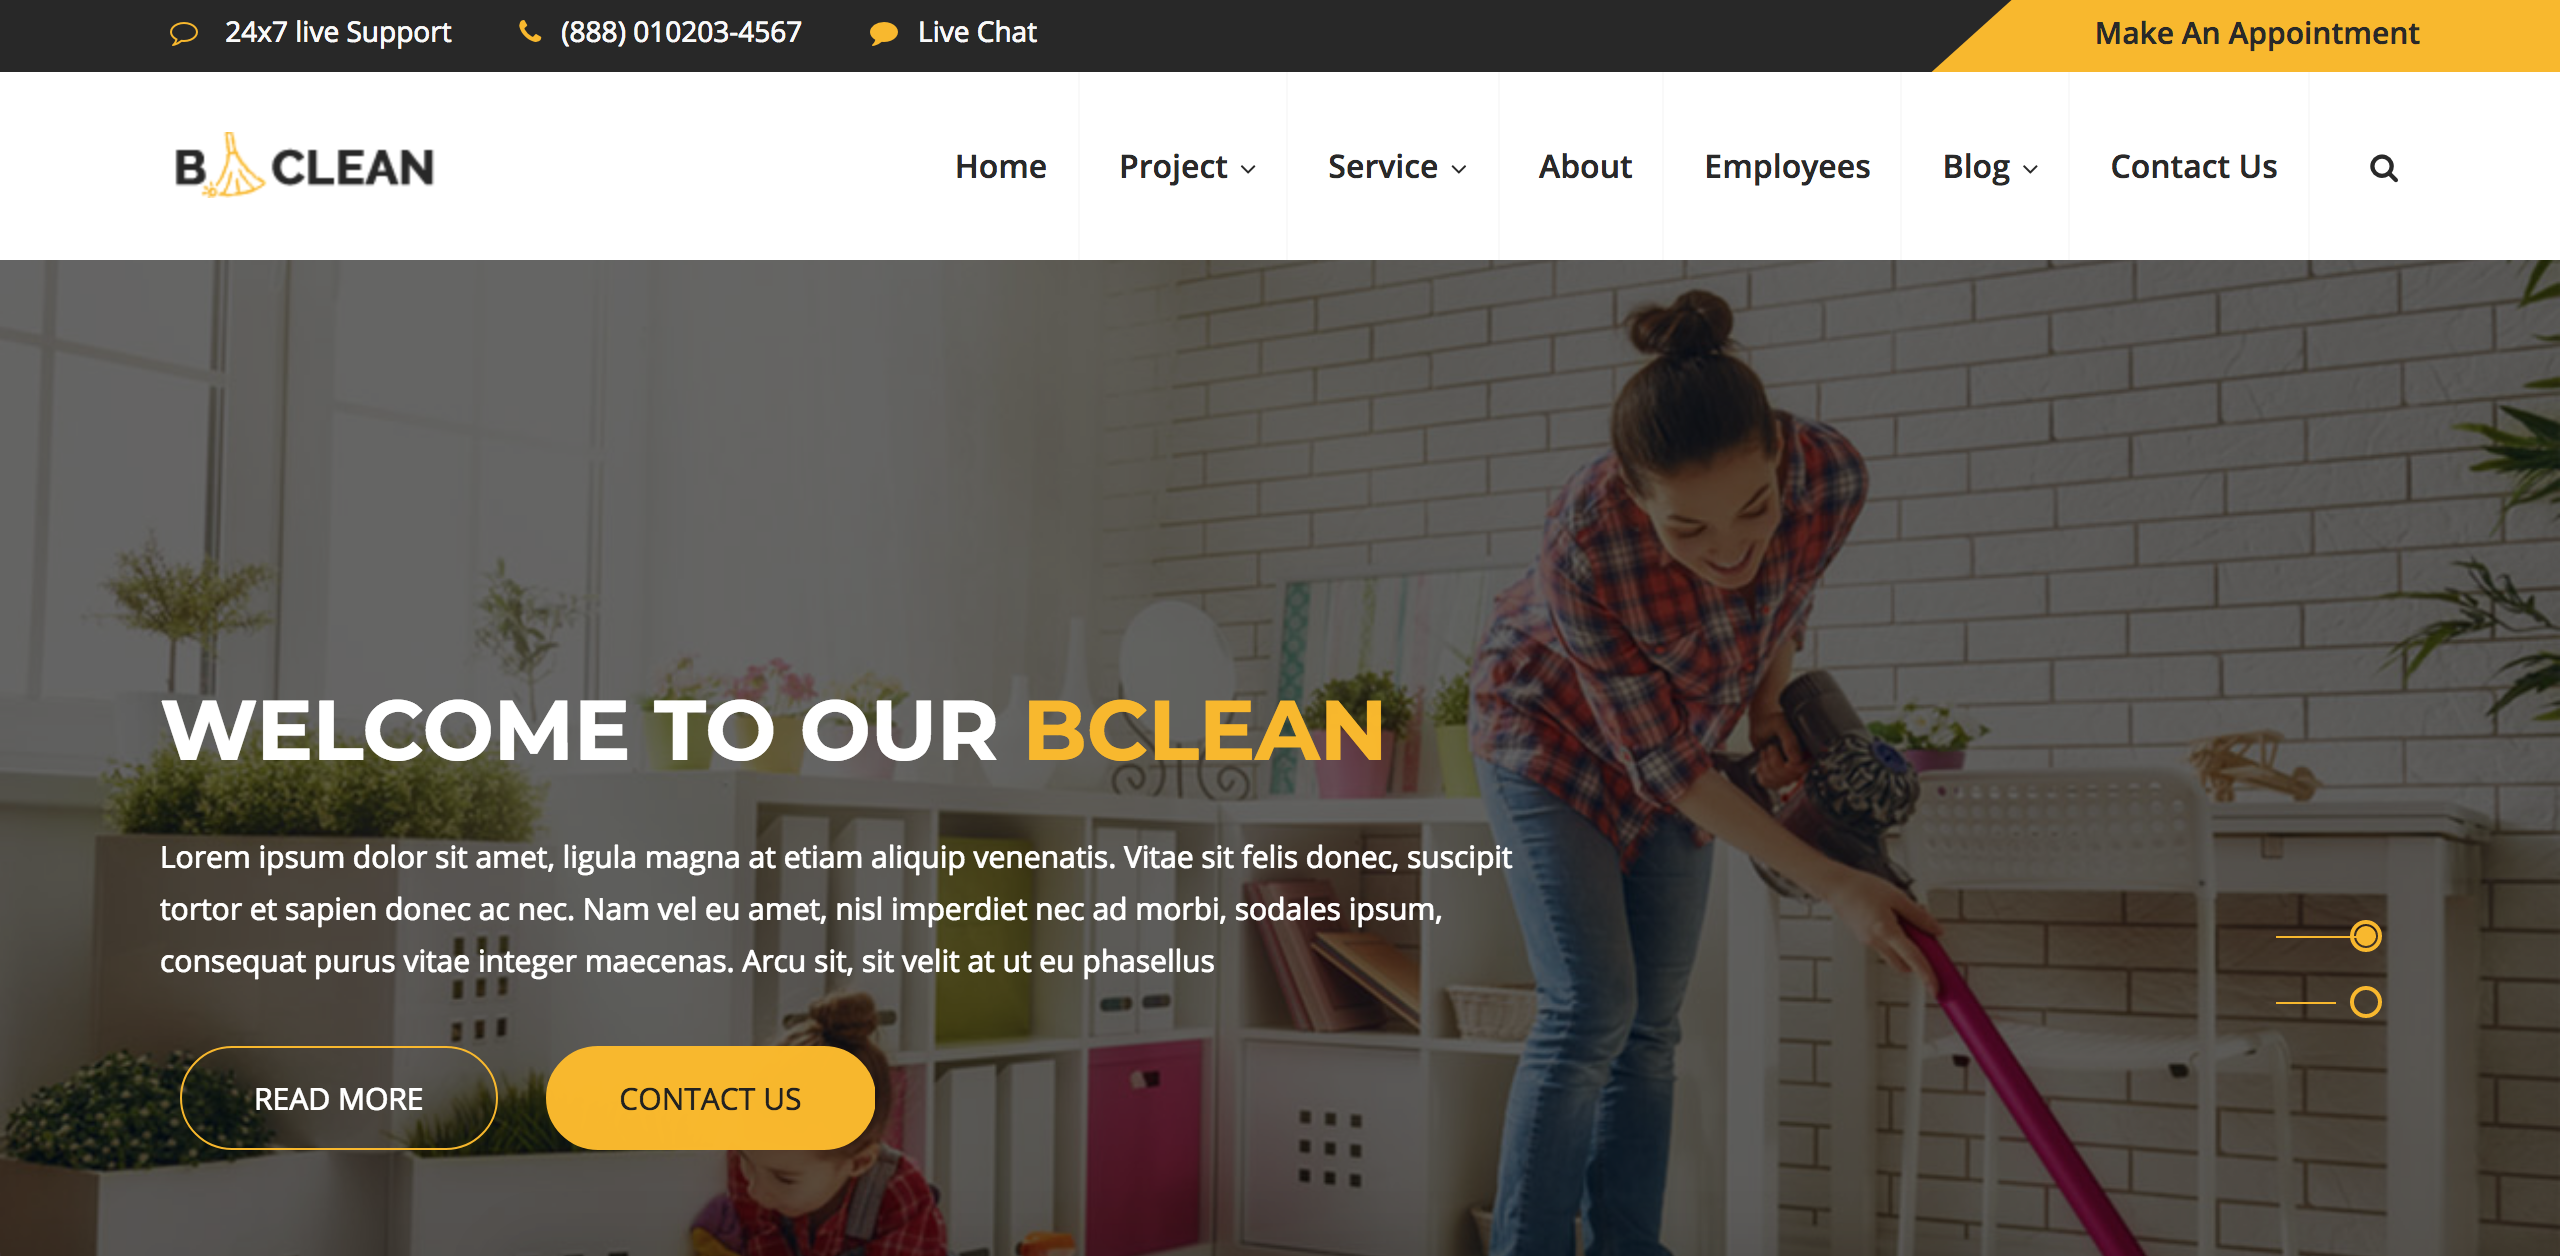 24x7 live Support (888) 010203-4567 Live Chat Make An Appointment
B CLEAN Home Project Service About Employees Blog Contact Us
WELCOME TO OUR BCLEAN
Lorem ipsum dolor sit amet, ligula magna at etiam aliquip venenatis. Vitae sit felis donec, suscipit
tortor et sapien donec ac nec. Nam vel eu amet, nisl imperdiet nec ad morbi, sodales ipsum,
consequat purus vitae integer maecenas. Arcu sit, sit velit at ut eu phasellus
READ MORE CONTACT US